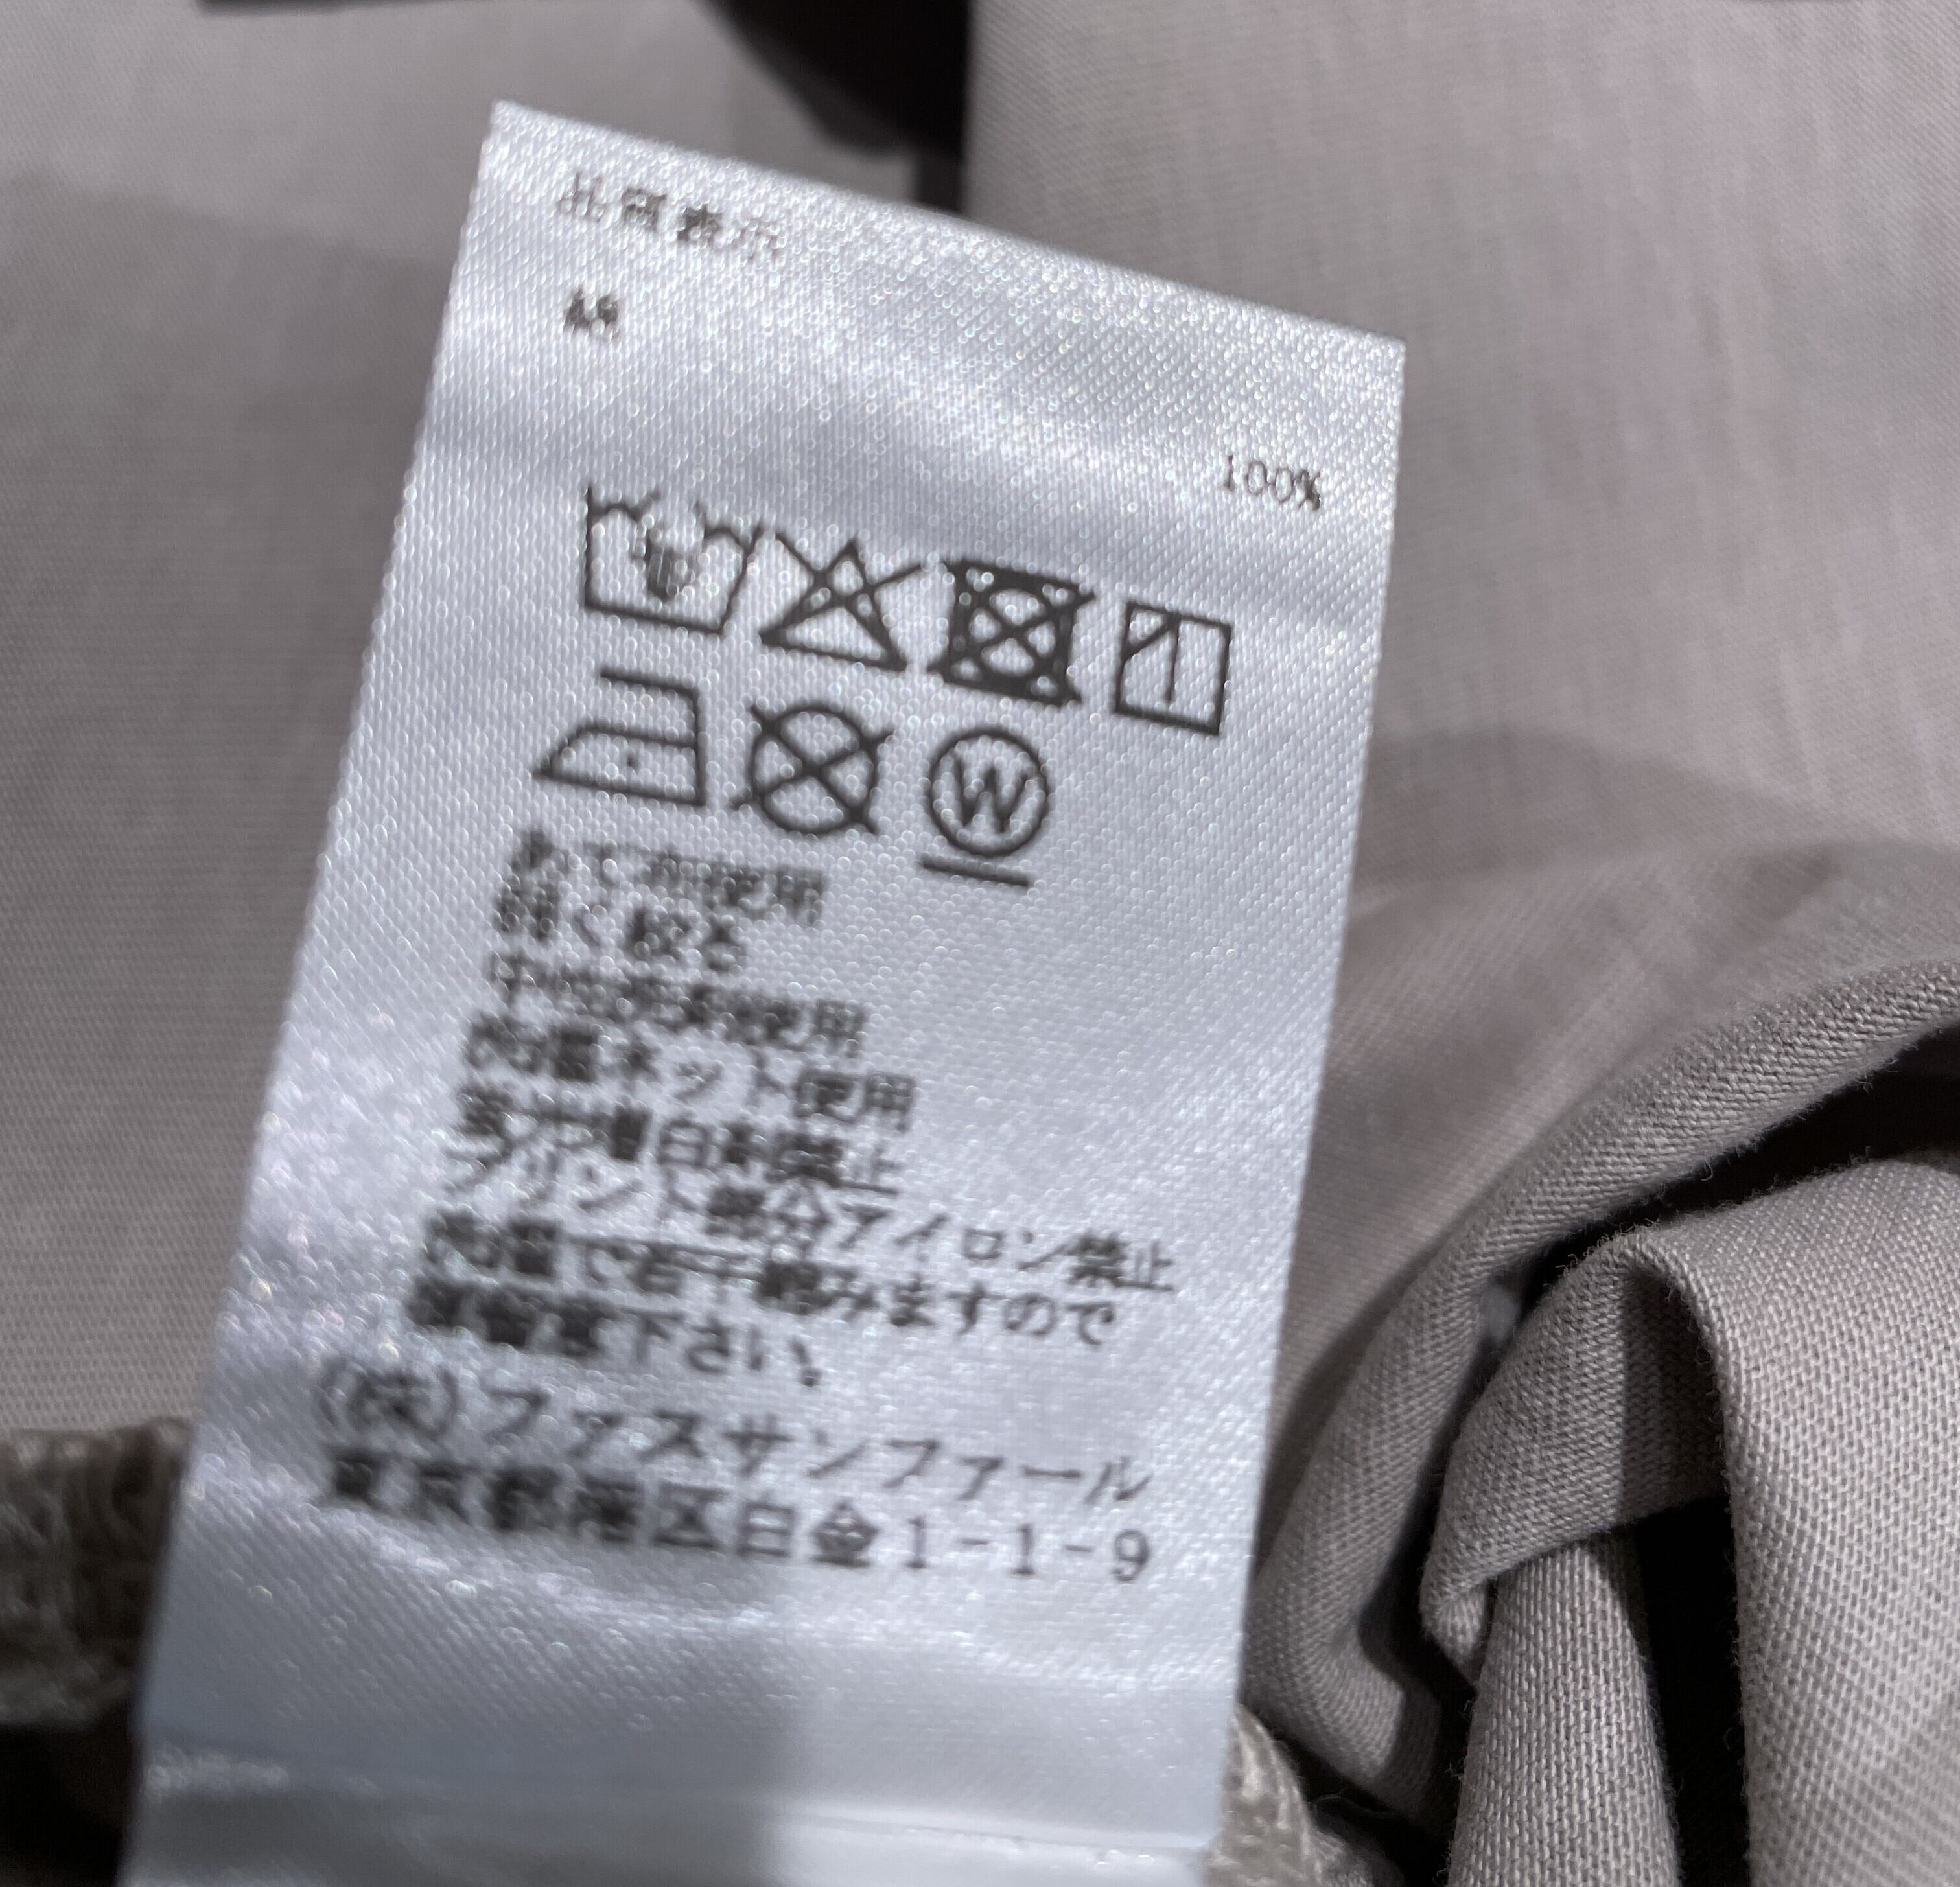 品質表示
100%
W
あて布使用
弱く絞る
中性洗剤使用
洗濯ネット使用
蛍光増白剤禁止
プリント部分アイロン禁止
洗濯で若干縮みますので
御留意下さい。
(株)ファスサンファール
東京都港区白金1-1-9